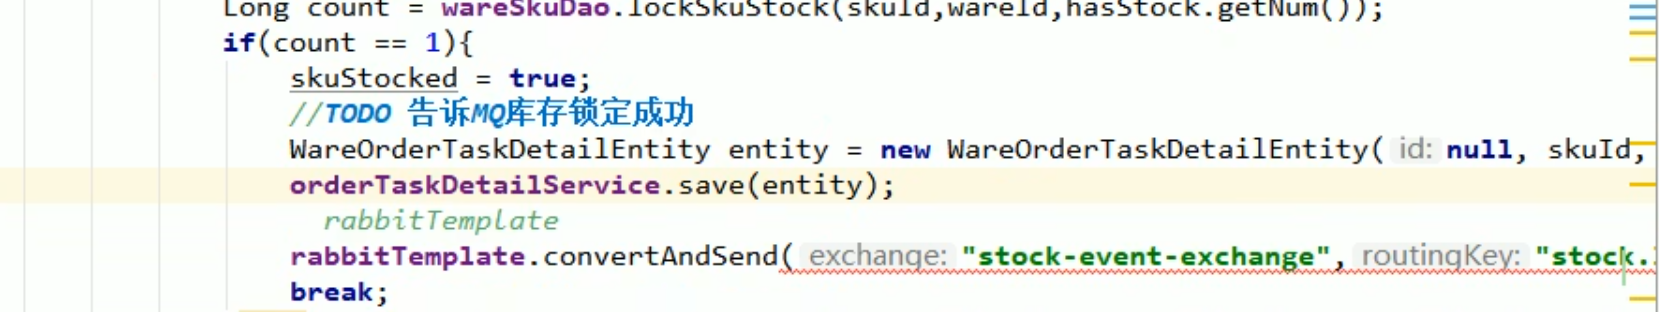 Long count = wareSkuDao.lockSkuStock(skuId,wareId,hasStock.getNum());
if(count == 1){
skuStocked = true;
//TODO 告诉MQ库存锁定成功
WareOrderTaskDetailEntity entity = new WareOrderTaskDetailEntity( id: null, skuId,
orderTaskDetailService.save(entity);
rabbitTemplate
rabbitTemplate.convertAndSend( exchange: "stock-event-exchange", routingKey: "stock.
break;